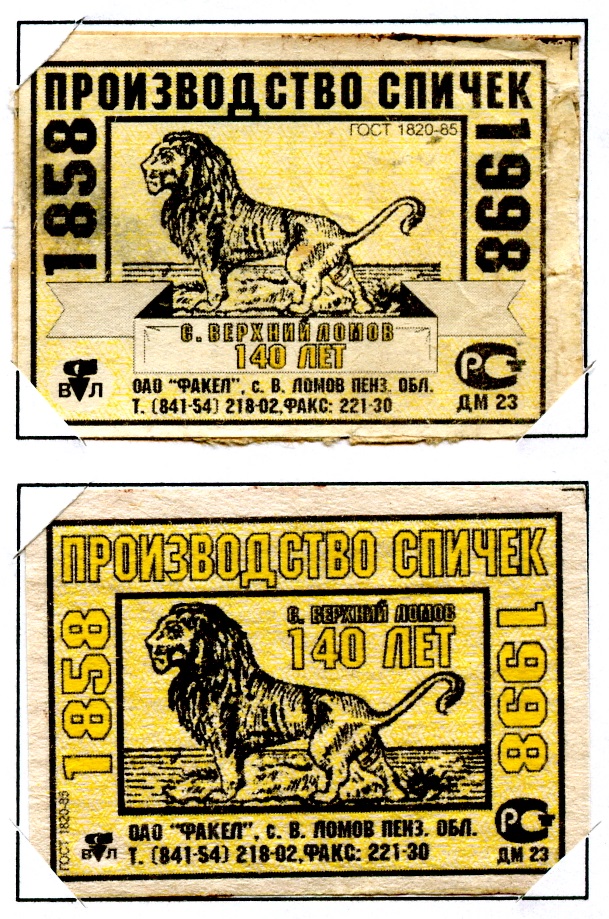 ПРОИЗВОДСТВО СПИЧЕК
1858
ГОСТ 1820-85
1998
с. ВЕРХНИЙ ЛОМОВ
140 ЛЕТ
В Л
ОАО "ФАКЕЛ", с. В. ЛОМОВ ПЕНЗ. ОБЛ.
Т. (841-54) 218-02,ФАКС: 221-30
РС
ДМ 23
ПРОИЗВОДСТВО СПИЧЕК
1858
с. ВЕРХНИЙ ЛОМОВ
140 ЛЕТ
1998
ГОСТ 1820-85
В Л
ОАО "ФАКЕЛ", с. В. ЛОМОВ ПЕНЗ. ОБЛ.
Т. (841-54) 218-02,ФАКС: 221-30
РС
ДМ 23